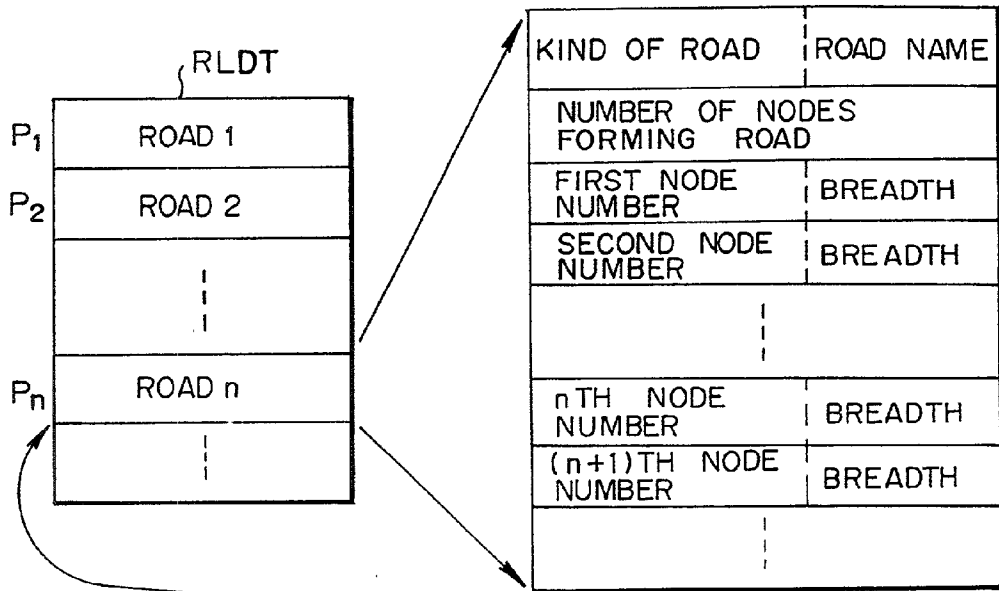 RLDT
P1 ROAD 1
P2 ROAD 2
Pn ROAD n
KIND OF ROAD ROAD NAME
NUMBER OF NODES
FORMING ROAD
FIRST NODE
NUMBER BREADTH
SECOND NODE
NUMBER BREADTH
nTH NODE
NUMBER BREADTH
(n+1)TH NODE
NUMBER BREADTH